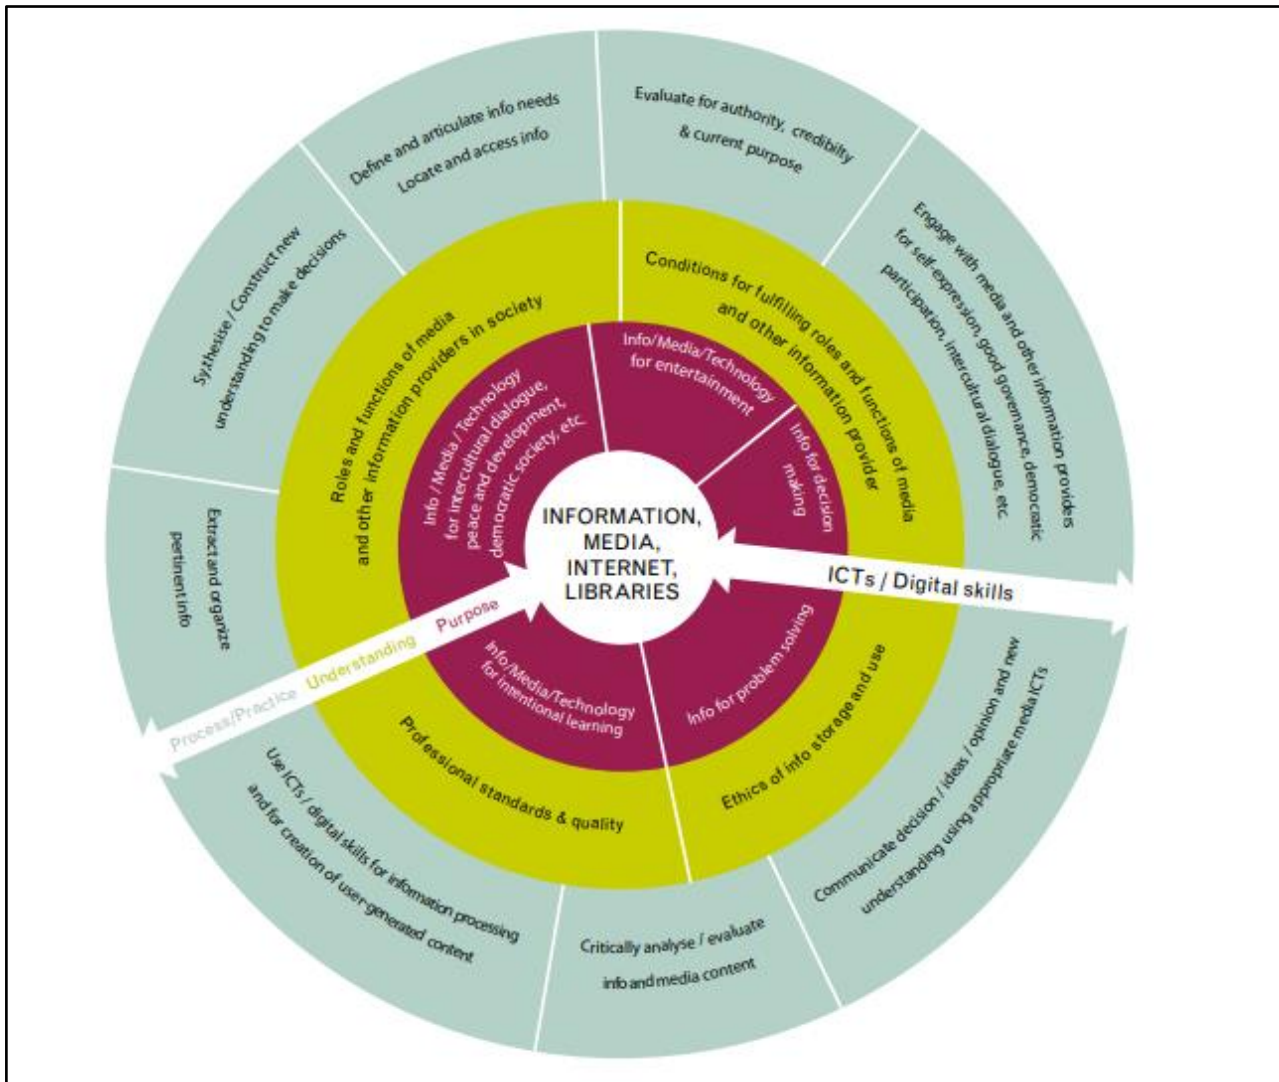 Define and articulate info needs
Locate and access info
Evaluate for authority, credibilty
& current purpose
Engage with media and other information providers
for self-expression, good governance, democratic
participation, intercultural dialogue, etc.
Communicate decision / ideas / opinion and new
understanding using appropriate media ICTs
Critically analyse / evaluate
info and media content
Use ICTs / digital skills for information processing
and for creation of user-generated content
Extract and organize
pertinent info
Sythesise / Construct new
understanding to make decisions
Roles and functions of media
and other information providers in society
Conditions for fulfilling roles and functions of media
and other information provider
Ethics of info storage and use
Professional standards & quality
Info / Media / Technology
for intercultural dialogue,
peace and development,
democratic society, etc.
Info/Media/Technology
for entertainment
Info for decision
making
Info for problem solving
Info/Media/Technology
for intentional learning
INFORMATION,
MEDIA,
INTERNET,
LIBRARIES
ICTs / Digital skills
Process/Practice Understanding Purpose